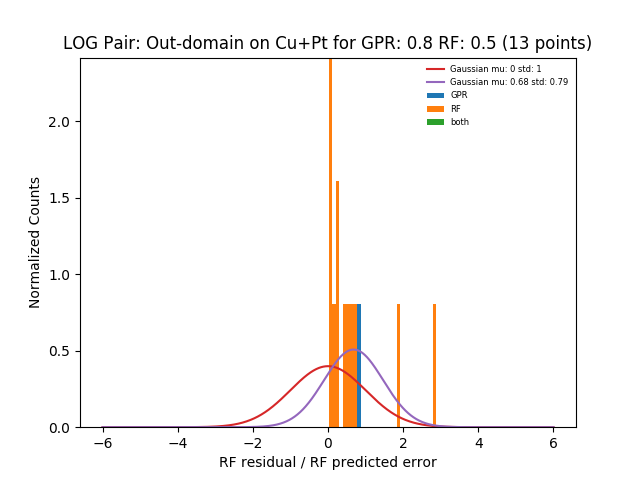 LOG Pair: Out-domain on Cu+Pt for GPR: 0.8 RF: 0.5 (13 points)
Gaussian mu: 0 std: 1
Gaussian mu: 0.68 std: 0.79
GPR
RF
both
Normalized Counts
2.0
1.5
1.0
0.5
0.0
−6 −4 −2 0 2 4 6
RF residual / RF predicted error